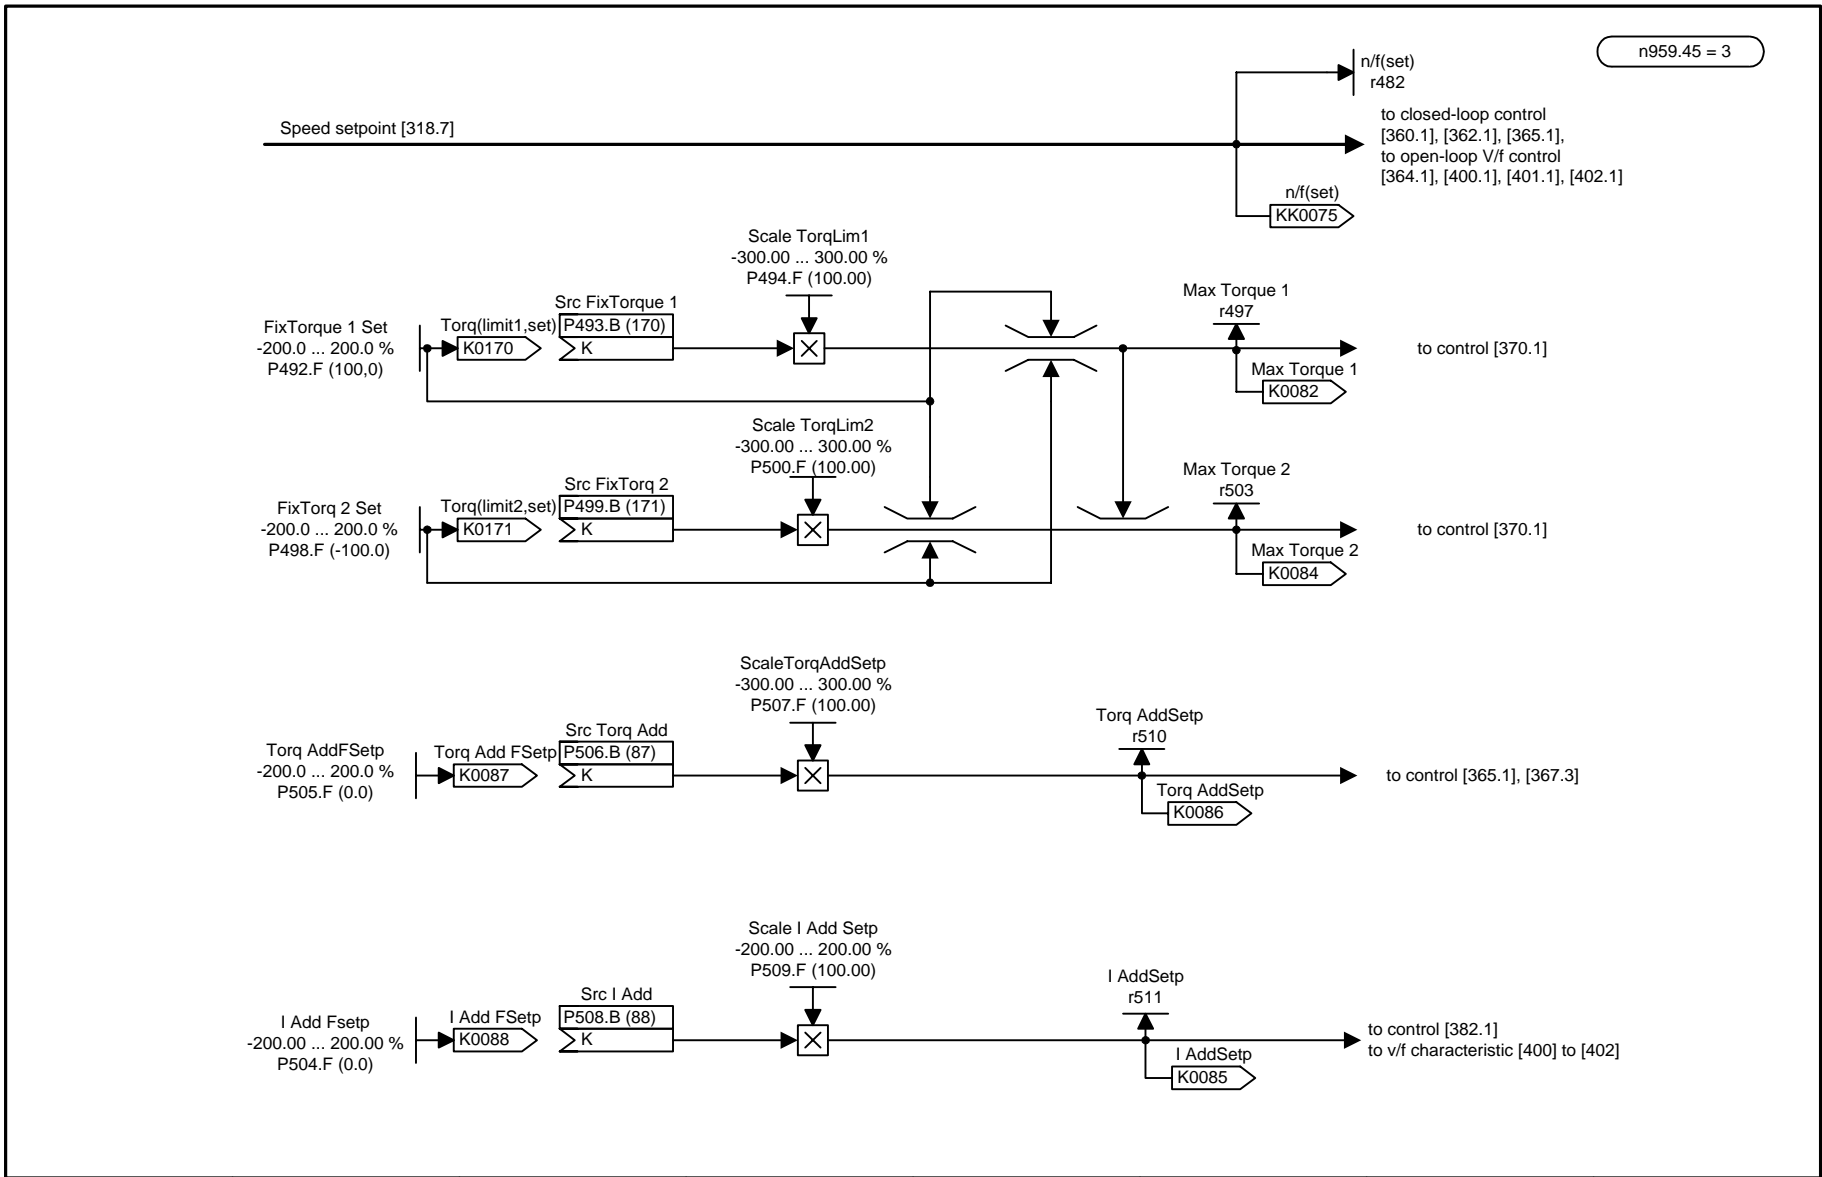 n959.45 = 3
n/f(set)
r482
Speed setpoint [318.7]
to closed-loop control
[360.1], [362.1], [365.1],
to open-loop V/f control
[364.1], [400.1], [401.1], [402.1]
n/f(set)
KK0075
Scale TorqLim1
-300.00 ... 300.00 %
P494.F (100.00)
FixTorque 1 Set
-200.0 ... 200.0 %
P492.F (100,0)
Torq(limit1,set)
K0170
Src FixTorque 1
P493.B (170)
K
Max Torque 1
r497
to control [370.1]
Max Torque 1
K0082
Scale TorqLim2
-300.00 ... 300.00 %
P500.F (100.00)
FixTorq 2 Set
-200.0 ... 200.0 %
P498.F (-100.0)
Torq(limit2,set)
K0171
Src FixTorq 2
P499.B (171)
K
Max Torque 2
r503
to control [370.1]
Max Torque 2
K0084
ScaleTorqAddSetp
-300.00 ... 300.00 %
P507.F (100.00)
Torq AddFSetp
-200.0 ... 200.0 %
P505.F (0.0)
Torq Add FSetp
K0087
Src Torq Add
P506.B (87)
K
Torq AddSetp
r510
to control [365.1], [367.3]
Torq AddSetp
K0086
Scale I Add Setp
-200.00 ... 200.00 %
P509.F (100.00)
I Add Fsetp
-200.00 ... 200.00 %
P504.F (0.0)
I Add FSetp
K0088
Src I Add
P508.B (88)
K
I AddSetp
r511
to control [382.1]
to v/f characteristic [400] to [402]
I AddSetp
K0085